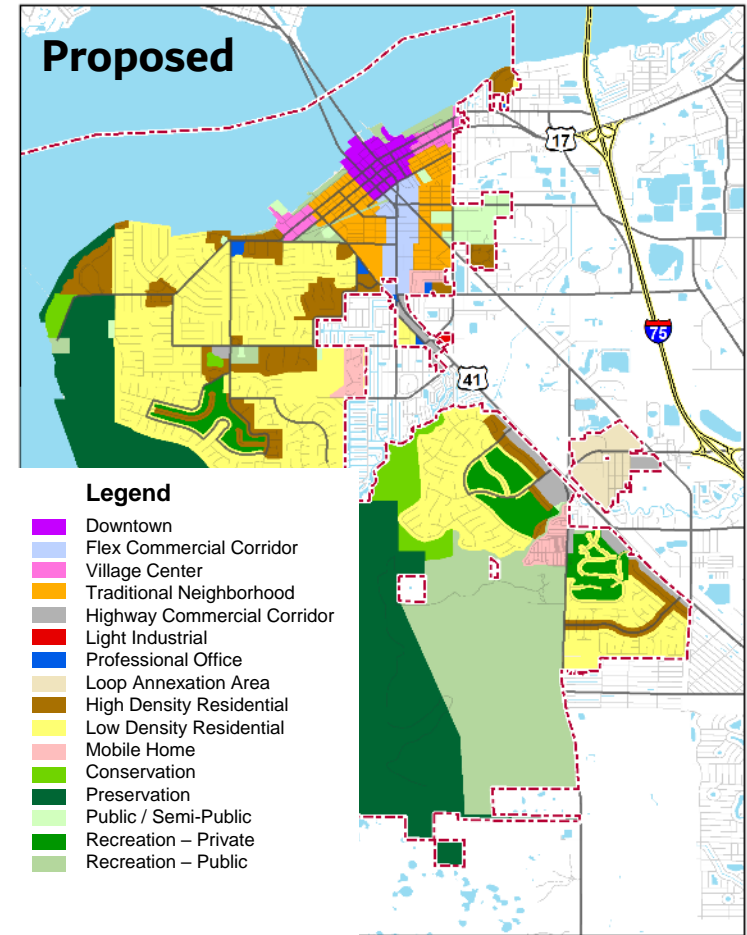 Proposed
17
75
41
Legend
Downtown
Flex Commercial Corridor
Village Center
Traditional Neighborhood
Highway Commercial Corridor
Light Industrial
Professional Office
Loop Annexation Area
High Density Residential
Low Density Residential
Mobile Home
Conservation
Preservation
Public / Semi-Public
Recreation – Private
Recreation – Public